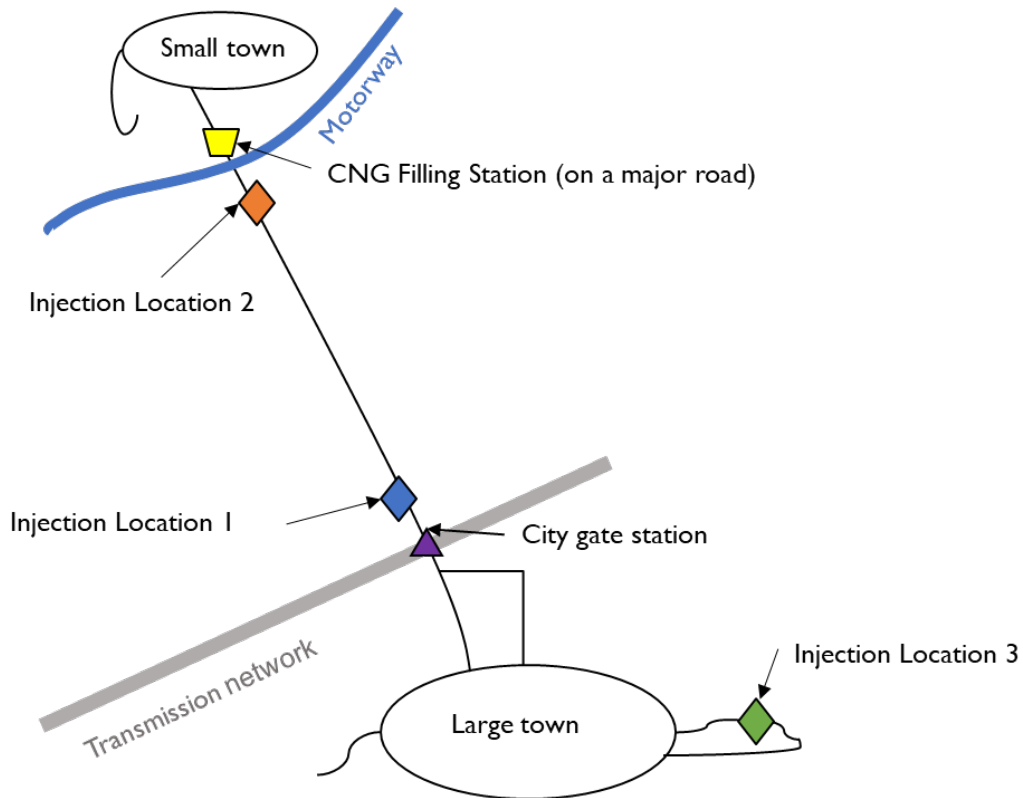 Small town
Motorway
CNG Filling Station (on a major road)
Injection Location 2
Injection Location 1
City gate station
Transmission network
Injection Location 3
Large town